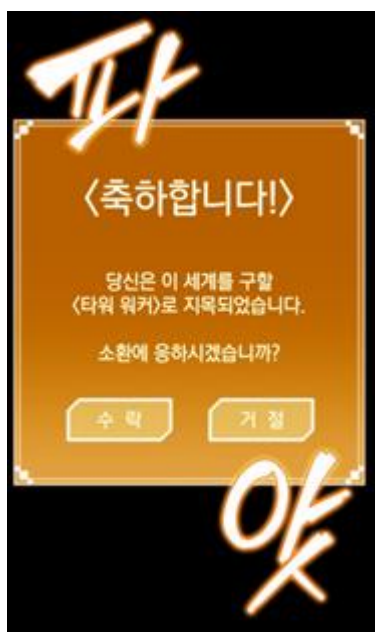 파
〈축하합니다!〉
당신은 이 세계를 구할
〈타워 워커〉로 지목되었습니다.
소환에 응하시겠습니까?
수 락 거 절
앗